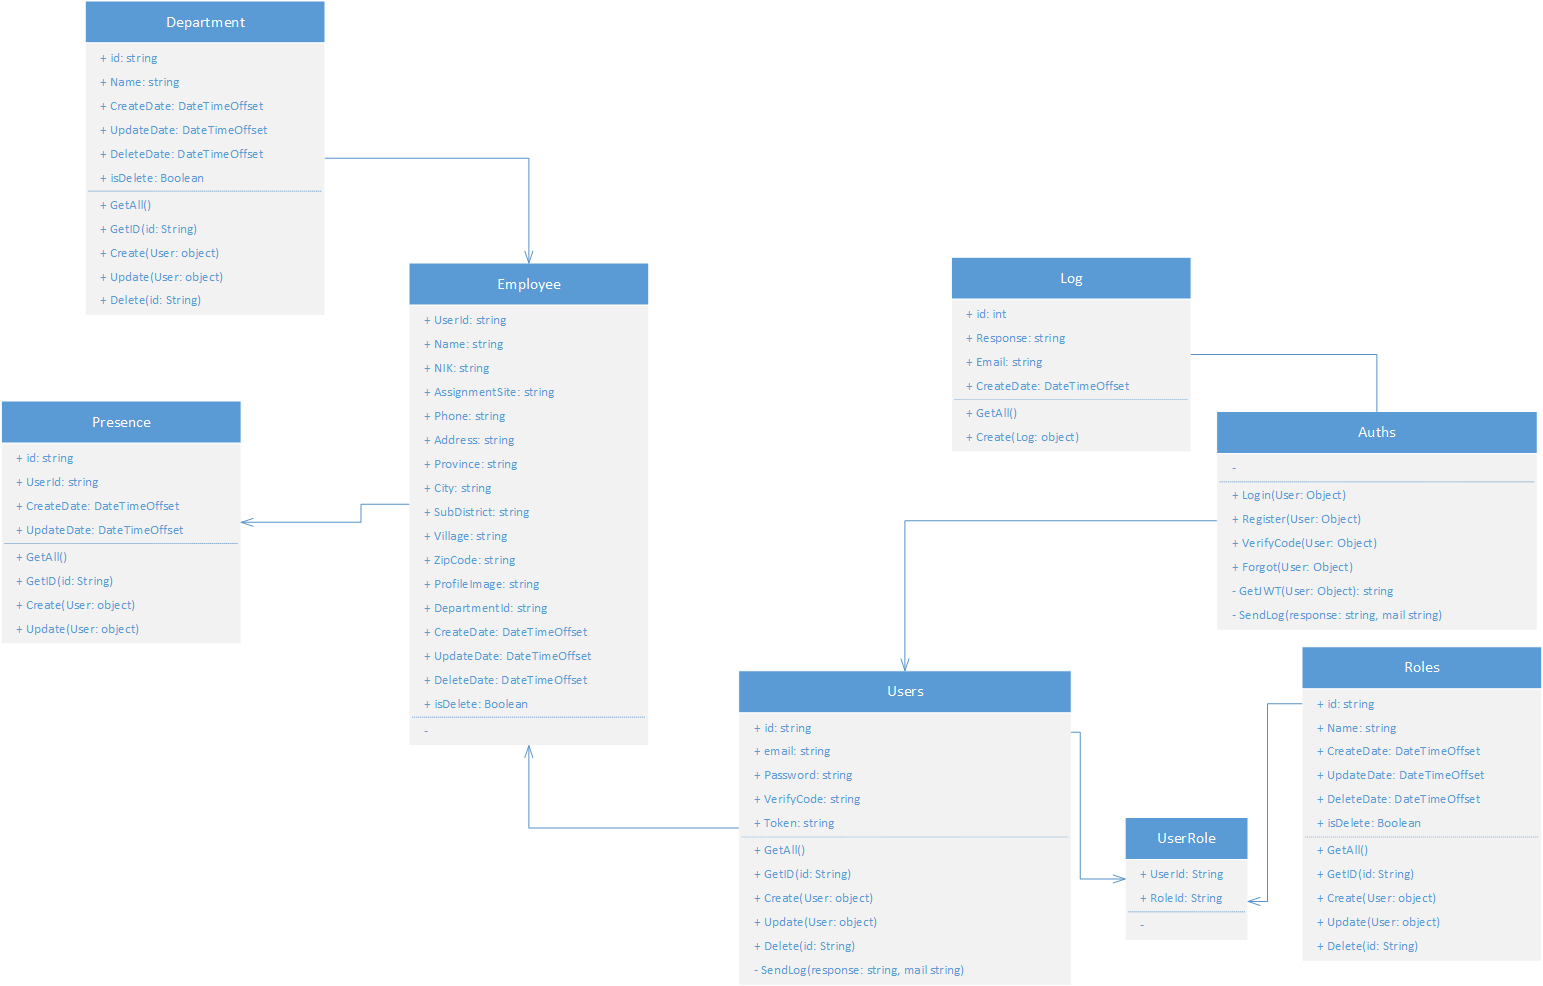 Department
+ id: string
+ Name: string
+ CreateDate: DateTimeOffset
+ UpdateDate: DateTimeOffset
+ DeleteDate: DateTimeOffset
+ isDelete: Boolean
+ GetAll()
+ GetID(id: String)
+ Create(User: object)
+ Update(User: object)
+ Delete(id: String)
Employee
+ UserId: string
+ Name: string
+ NIK: string
+ AssignmentSite: string
+ Phone: string
+ Address: string
+ Province: string
+ City: string
+ SubDistrict: string
+ Village: string
+ ZipCode: string
+ ProfileImage: string
+ DepartmentId: string
+ CreateDate: DateTimeOffset
+ UpdateDate: DateTimeOffset
+ DeleteDate: DateTimeOffset
+ isDelete: Boolean
-
Presence
+ id: string
+ UserId: string
+ CreateDate: DateTimeOffset
+ UpdateDate: DateTimeOffset
+ GetAll()
+ GetID(id: String)
+ Create(User: object)
+ Update(User: object)
Log
+ id: int
+ Response: string
+ Email: string
+ CreateDate: DateTimeOffset
+ GetAll()
+ Create(Log: object)
Auths
-
+ Login(User: Object)
+ Register(User: Object)
+ VerifyCode(User: Object)
+ Forgot(User: Object)
- GetJWT(User: Object): string
- SendLog(response: string, mail string)
Users
+ id: string
+ email: string
+ Password: string
+ VerifyCode: string
+ Token: string
+ GetAll()
+ GetID(id: String)
+ Create(User: object)
+ Update(User: object)
+ Delete(id: String)
- SendLog(response: string, mail string)
UserRole
+ UserId: String
+ RoleId: String
-
Roles
+ id: string
+ Name: string
+ CreateDate: DateTimeOffset
+ UpdateDate: DateTimeOffset
+ DeleteDate: DateTimeOffset
+ isDelete: Boolean
+ GetAll()
+ GetID(id: String)
+ Create(User: object)
+ Update(User: object)
+ Delete(id: String)